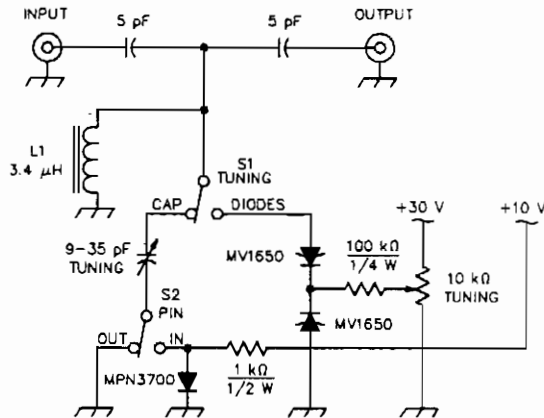 INPUT
OUTPUT
5 pF
5 pF
L1
3.4 μH
S1
TUNING
CAP
DIODES
+30 V
+10 V
9-35 pF
TUNING
MV1650
100 kΩ
1/4 W
10 kΩ
TUNING
S2
PIN
MV1650
OUT
IN
MPN3700
1 kΩ
1/2 W